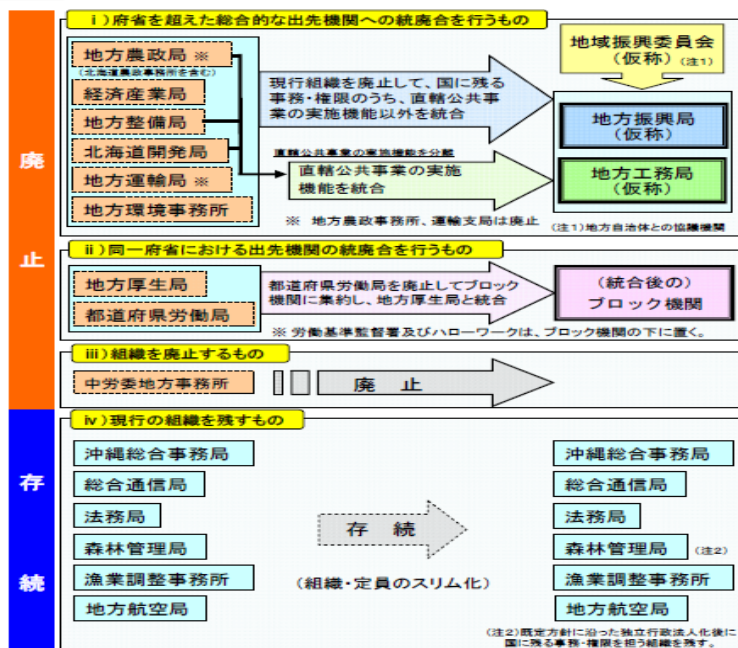 廃止
ⅰ）府省を超えた総合的な出先機関への統廃合を行うもの
地方農政局 ※
（北海道農政事務所を含む）
経済産業局
地方整備局
北海道開発局
地方運輸局 ※
地方環境事務所
現行組織を廃止して、国に残る
事務・権限のうち、直轄公共事
業の実施機能以外を統合
直轄公共事業の実施機能を分離
直轄公共事業の実施
機能を統合
※ 地方農政事務所、運輸支局は廃止
地域振興委員会
（仮称）（注1）
地方振興局
（仮称）
地方工務局
（仮称）
（注1）地方自治体との協議機関
ⅱ）同一府省における出先機関の統廃合を行うもの
地方厚生局
都道府県労働局
都道府県労働局を廃止してブロック
機関に集約し、地方厚生局と統合
（統合後の）
ブロック機関
※ 労働基準監督署及びハローワークは、ブロック機関の下に置く。
ⅲ）組織を廃止するもの
中労委地方事務所
廃 止
存続
ⅳ）現行の組織を残すもの
沖縄総合事務局
総合通信局
法務局
森林管理局
漁業調整事務所
地方航空局
存 続
（組織・定員のスリム化）
沖縄総合事務局
総合通信局
法務局
森林管理局 （注2）
漁業調整事務所
地方航空局
（注2）既定方針に沿った独立行政法人化後に
国に残る事務・権限を担う組織を残す。